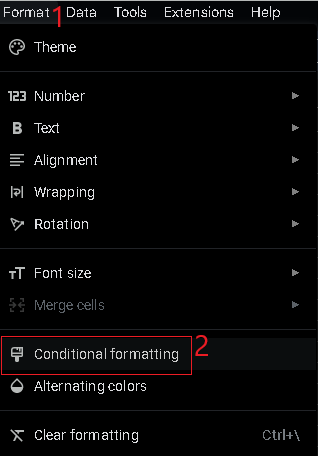 Format 1 Data Tools Extensions Help
Theme
123 Number
B Text
Alignment
Wrapping
Rotation
TT Font size
Merge cells
Conditional formatting 2
Alternating colors
Clear formatting Ctrl+\